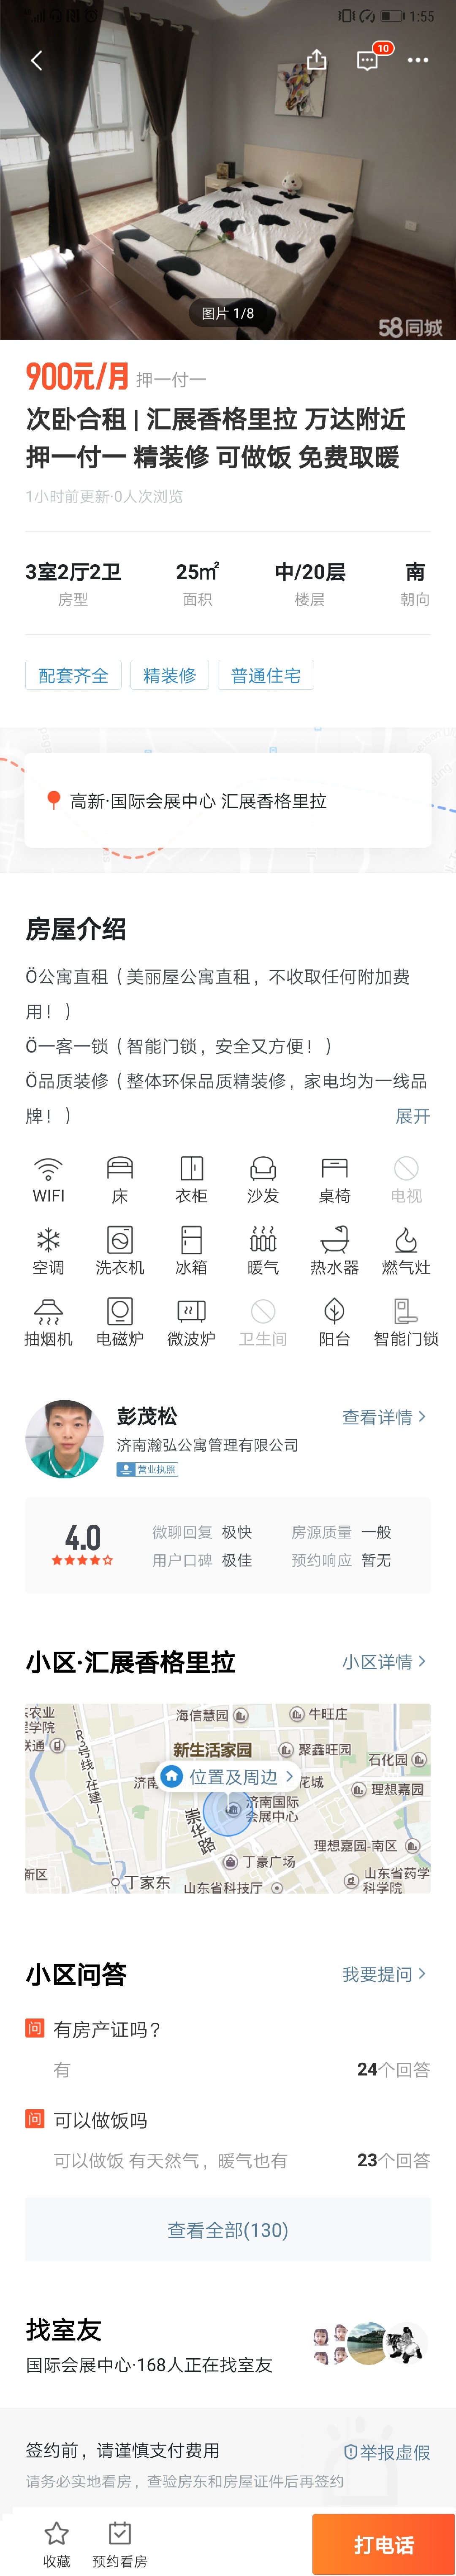 1:55
10
图片 1/8
58同城
900元/月 押一付一
次卧合租 | 汇展香格里拉 万达附近
押一付一 精装修 可做饭 免费取暖
1小时前更新·0人次浏览
3室2厅2卫 25㎡ 中/20层 南
房型 面积 楼层 朝向
配套齐全 精装修 普通住宅
高新·国际会展中心 汇展香格里拉
房屋介绍
Ö公寓直租（美丽屋公寓直租，不收取任何附加费
用！）
Ö一客一锁（智能门锁，安全又方便！）
Ö品质装修（整体环保品质精装修，家电均为一线品
牌！） 展开
WIFI 床 衣柜 沙发 桌椅 电视
空调 洗衣机 冰箱 暖气 热水器 燃气灶
抽烟机 电磁炉 微波炉 卫生间 阳台 智能门锁
彭茂松 查看详情
济南瀚弘公寓管理有限公司
营业执照
4.0
微聊回复 极快 房源质量 一般
用户口碑 极佳 预约响应 暂无
小区·汇展香格里拉 小区详情
海信慧园 牛旺庄
农业
学院
联通
R3号线(在建)
新生活家园 聚鑫旺园
石化园
位置及周边
济南 花城 理想嘉园
济南国际
会展中心
崇华路
理想嘉园-南区
新区
丁豪广场
丁家东
山东省科技厅
山东省药学
科学院
小区问答 我要提问
问 有房产证吗？
有 24个回答
问 可以做饭吗
可以做饭 有天然气，暖气也有 23个回答
查看全部(130)
找室友
国际会展中心·168人正在找室友
签约前，请谨慎支付费用 举报虚假
请务必实地看房，查验房东和房屋证件后再签约
收藏 预约看房 打电话